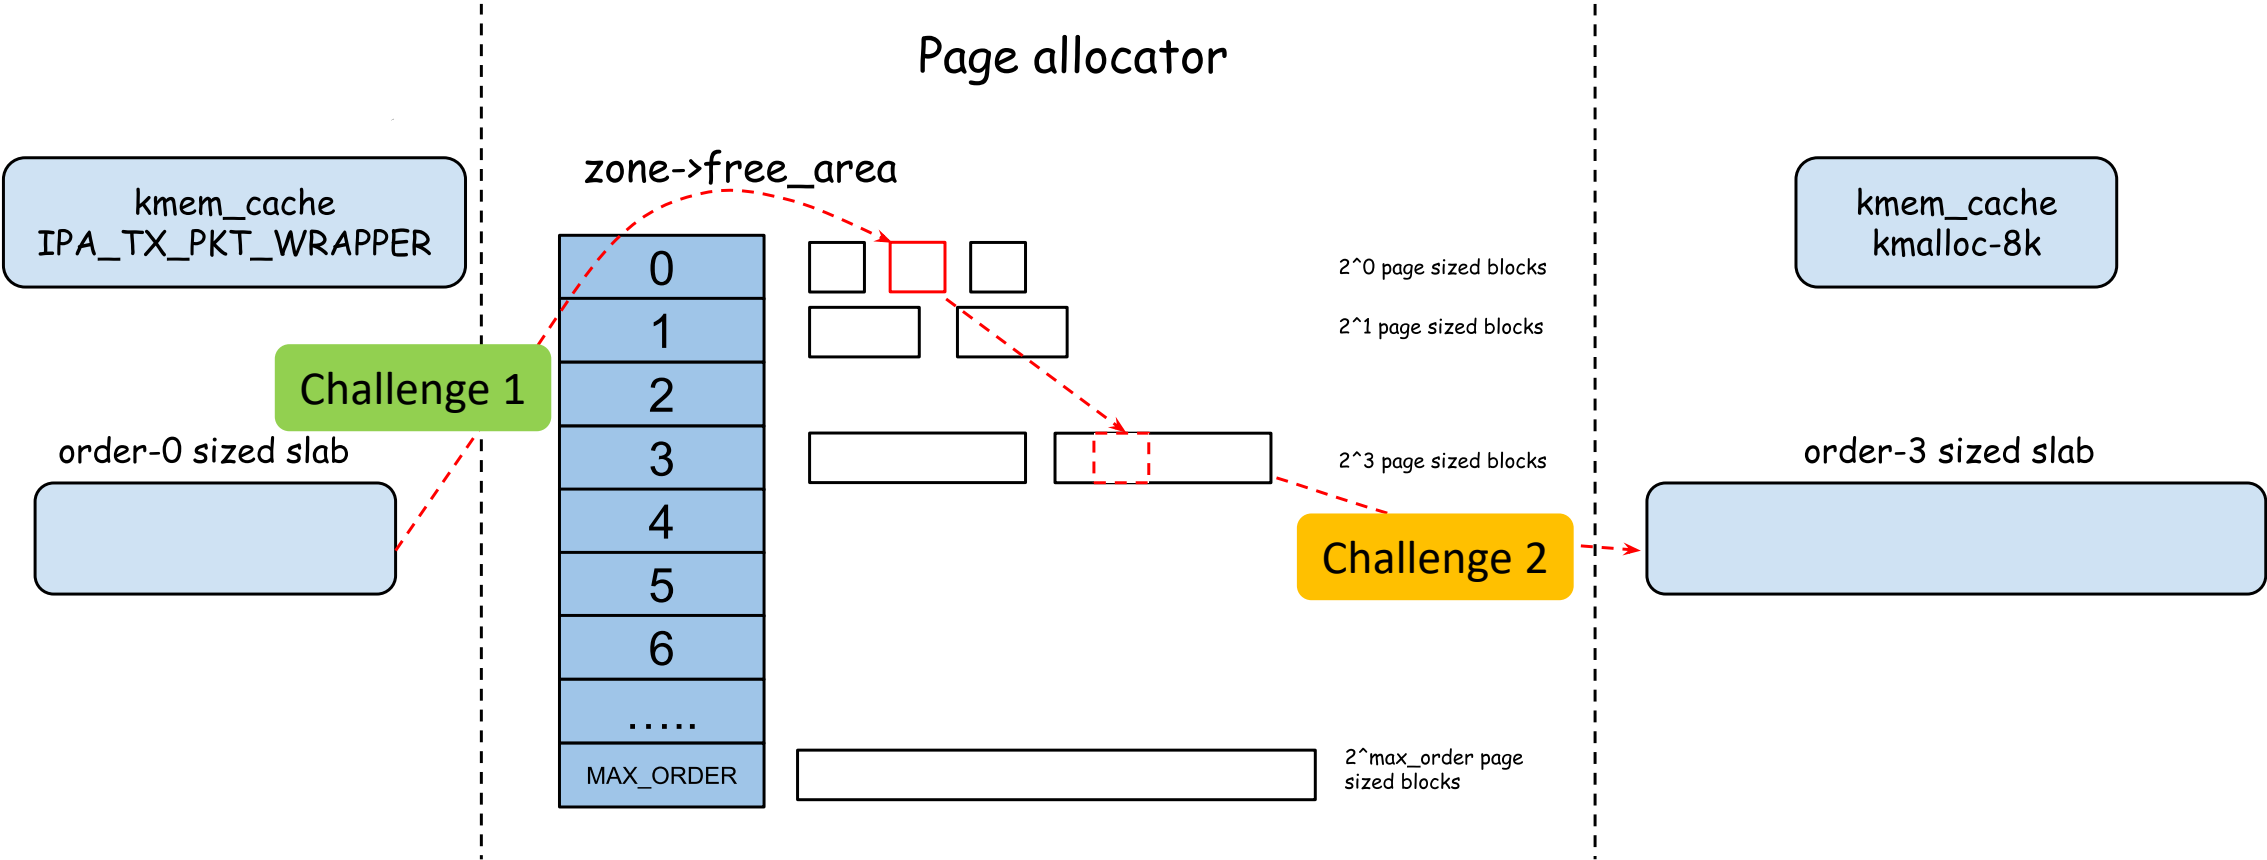 Page allocator
zone->free_area
kmem_cache
IPA_TX_PKT_WRAPPER
kmem_cache
kmalloc-8k
0
2^0 page sized blocks
1
2^1 page sized blocks
Challenge 1
2
order-0 sized slab
3
2^3 page sized blocks
order-3 sized slab
4
Challenge 2
5
6
.....
MAX_ORDER
2^max_order page
sized blocks